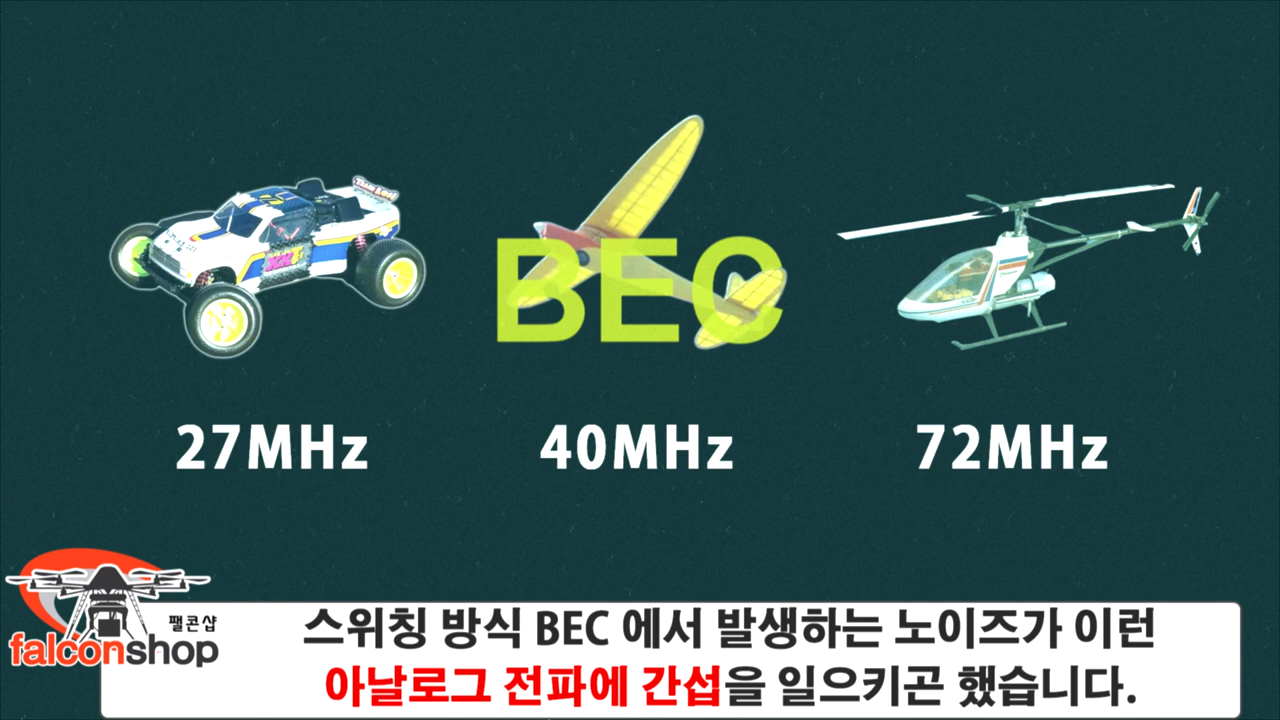 BEC
27MHz
40MHz
72MHz
팰콘샵
falconshop
스위칭 방식 BEC 에서 발생하는 노이즈가 이런
아날로그 전파에 간섭을 일으키곤 했습니다.